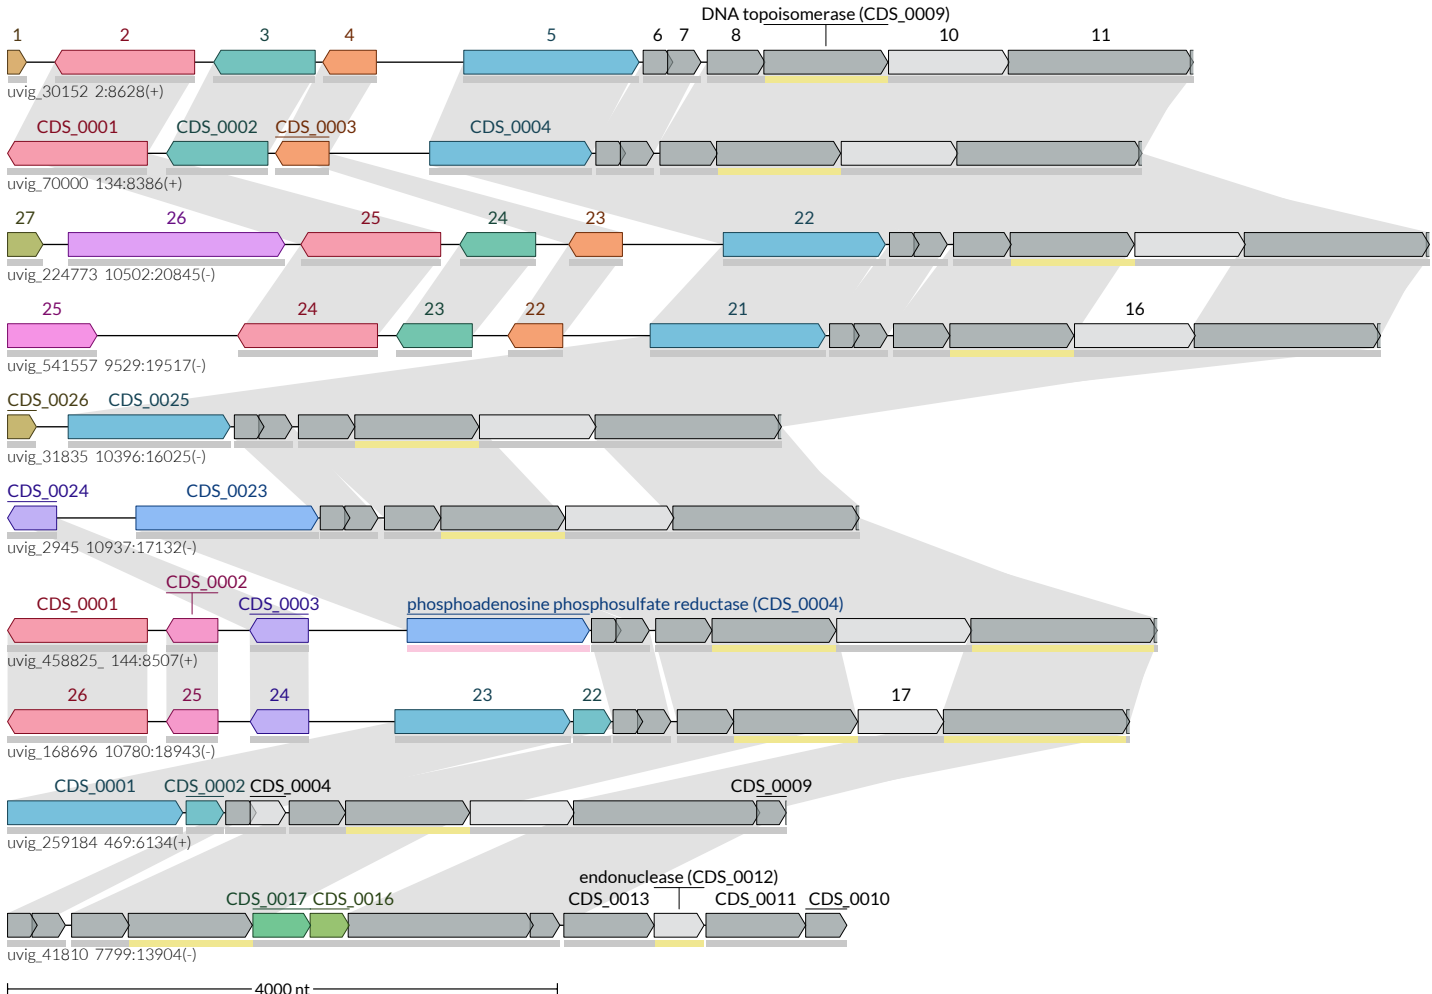 DNA topoisomerase (CDS_0009)
1 2 3 4 5 6 7 8 10 11
uvig_30152 2:8628(+)
CDS_0001 CDS_0002 CDS_0003 CDS_0004
uvig_70000 134:8386(+)
27 26 25 24 23 22
uvig_224773 10502:20845(-)
25 24 23 22 21 16
uvig_541557 9529:19517(-)
CDS_0026 CDS_0025
uvig_31835 10396:16025(-)
CDS_0024 CDS_0023
uvig_2945 10937:17132(-)
CDS_0002
CDS_0001 CDS_0003 phosphoadenosine phosphosulfate reductase (CDS_0004)
uvig_458825_ 144:8507(+)
26 25 24 23 22 17
uvig_168696 10780:18943(-)
CDS_0001 CDS_0002 CDS_0004 CDS_0009
uvig_259184 469:6134(+)
endonuclease (CDS_0012)
CDS_0017 CDS_0016 CDS_0013 CDS_0011 CDS_0010
uvig_41810 7799:13904(-)
4000 nt